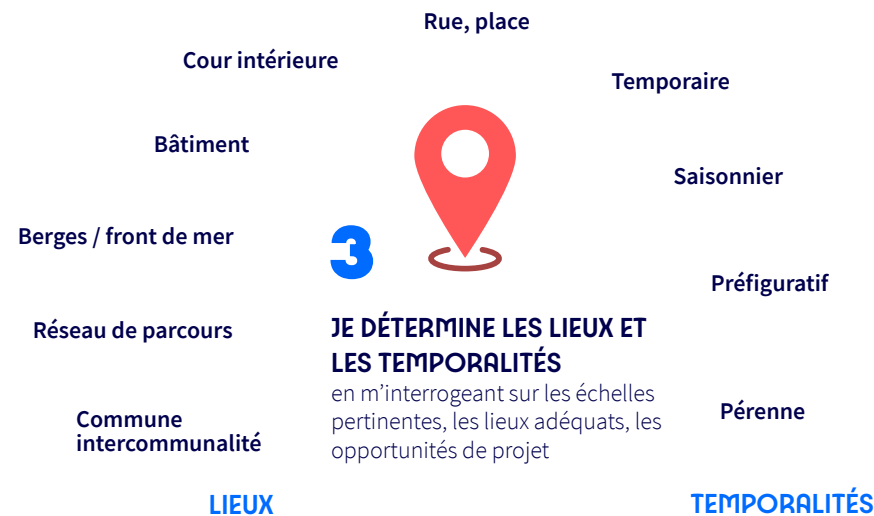 Rue, place
Cour intérieure
Temporaire
Bâtiment
Saisonnier
Berges / front de mer
3
Préfiguratif
Réseau de parcours
JE DÉTERMINE LES LIEUX ET
LES TEMPORALITÉS
en m’interrogeant sur les échelles
pertinentes, les lieux adéquats, les
opportunités de projet
Commune
intercommunalité
Pérenne
LIEUX
TEMPORALITÉS